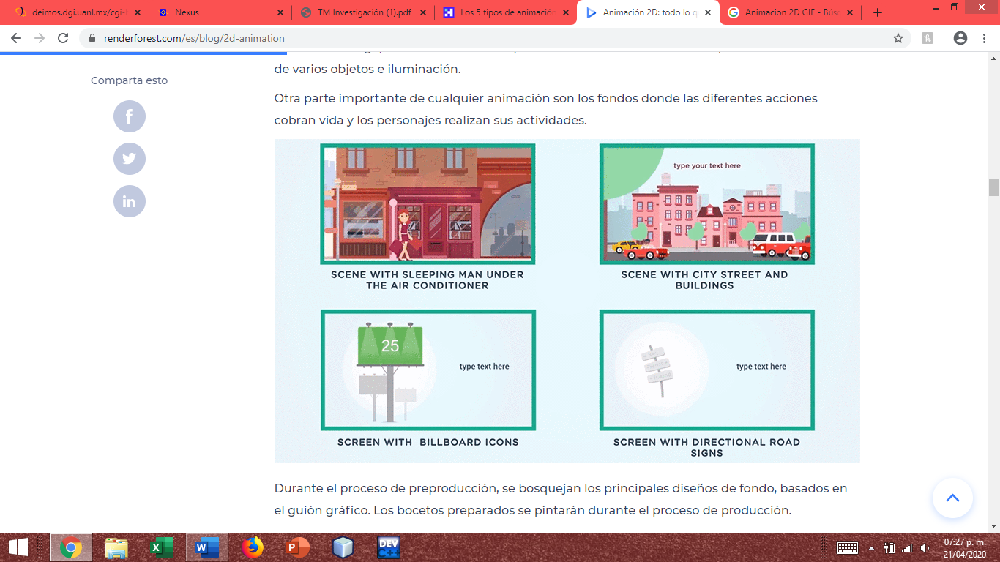 deimos.dgi.uanl.mx/cgi-
Nexus
TM Investigación (1).pdf
Los 5 tipos de animación
Animación 2D: todo lo q
Animacion 2D GIF - Bús
renderforest.com/es/blog/2d-animation
Comparta esto
de varios objetos e iluminación.
Otra parte importante de cualquier animación son los fondos donde las diferentes acciones
cobran vida y los personajes realizan sus actividades.
type your text here
SCENE WITH SLEEPING MAN UNDER
THE AIR CONDITIONER
SCENE WITH CITY STREET AND
BUILDINGS
25
type text here
type text here
SCREEN WITH BILLBOARD ICONS
SCREEN WITH DIRECTIONAL ROAD
SIGNS
Durante el proceso de preproducción, se bosquejan los principales diseños de fondo, basados en
el guión gráfico. Los bocetos preparados se pintarán durante el proceso de producción.
DEV
C++
07:27 p. m.
21/04/2020